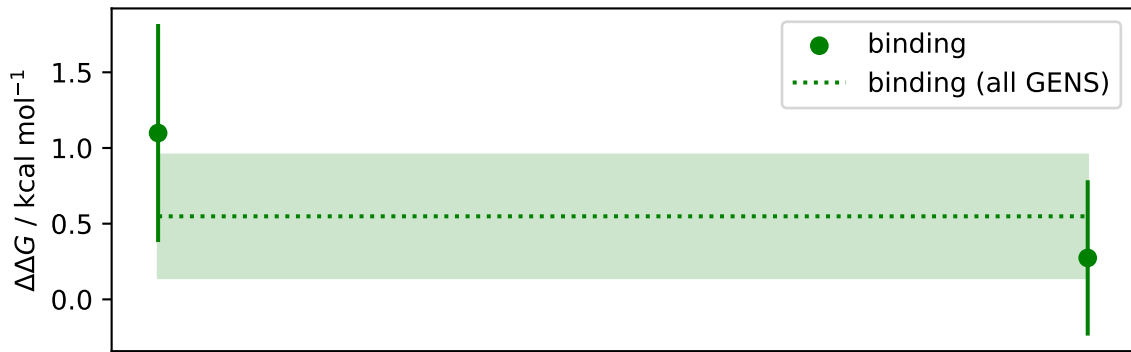 ΔΔG / kcal mol⁻¹
1.5
1.0
0.5
0.0
binding
binding (all GENS)